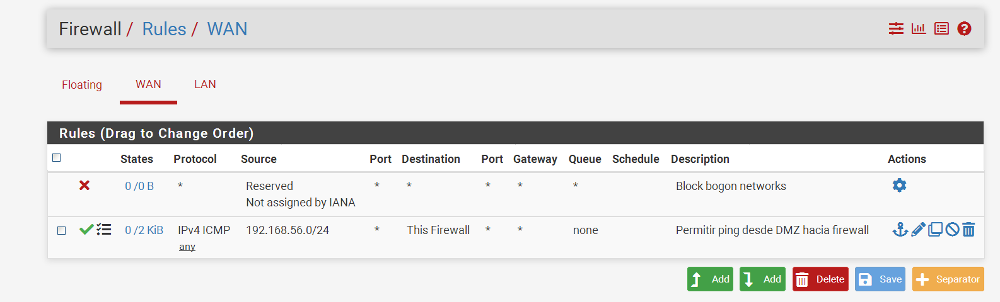 Firewall / Rules / WAN
Floating WAN LAN
Rules (Drag to Change Order)
States Protocol Source Port Destination Port Gateway Queue Schedule Description Actions
0 /0 B * Reserved * * * * * Block bogon networks
Not assigned by IANA
0 /2 KiB IPv4 ICMP 192.168.56.0/24 * This Firewall * * none Permitir ping desde DMZ hacia firewall
any
Add Add Delete Save Separator